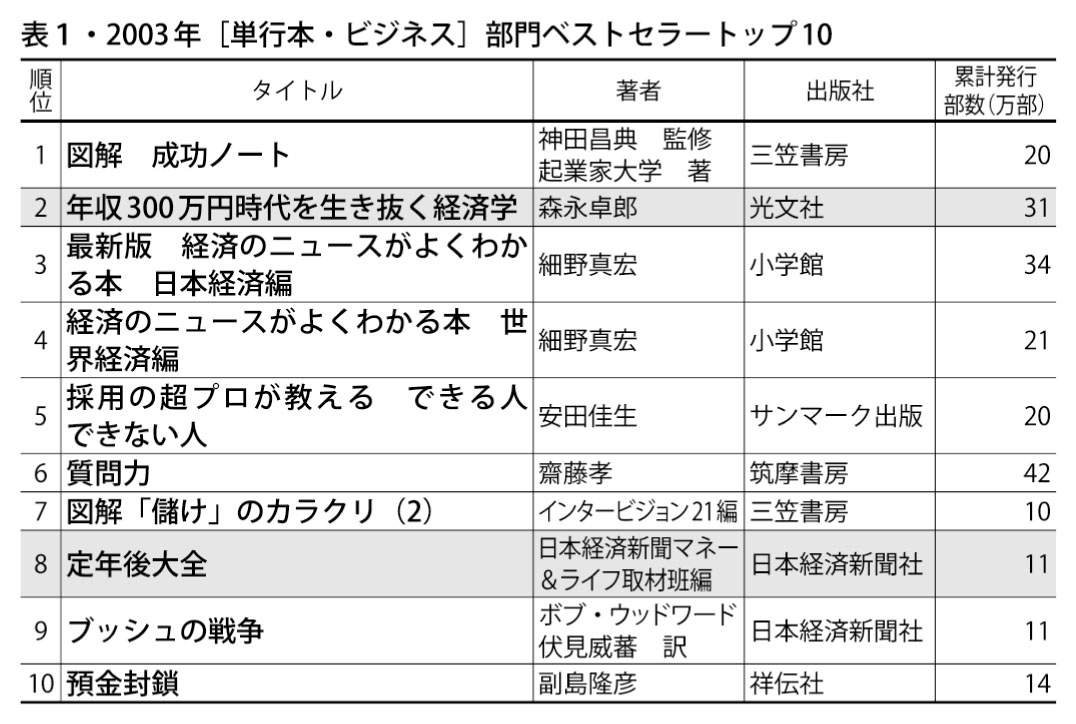 表1・2003年［単行本・ビジネス］部門ベストセラートップ10
順位 タイトル 著者 出版社 累計発行部数（万部）
1 図解　成功ノート 神田昌典　監修 三笠書房 20
起業家大学　著
2 年収300万円時代を生き抜く経済学 森永卓郎 光文社 31
3 最新版　経済のニュースがよくわか 細野真宏 小学館 34
る本　日本経済編
4 経済のニュースがよくわかる本　世 細野真宏 小学館 21
界経済編
5 採用の超プロが教える　できる人 安田佳生 サンマーク出版 20
できない人
6 質問力 齋藤孝 筑摩書房 42
7 図解「儲け」のカラクリ（2） インタービジョン21編 三笠書房 10
8 定年後大全 日本経済新聞マネー 日本経済新聞社 11
＆ライフ取材班編
9 ブッシュの戦争 ボブ・ウッドワード 日本経済新聞社 11
伏見威蕃　訳
10 預金封鎖 副島隆彦 祥伝社 14